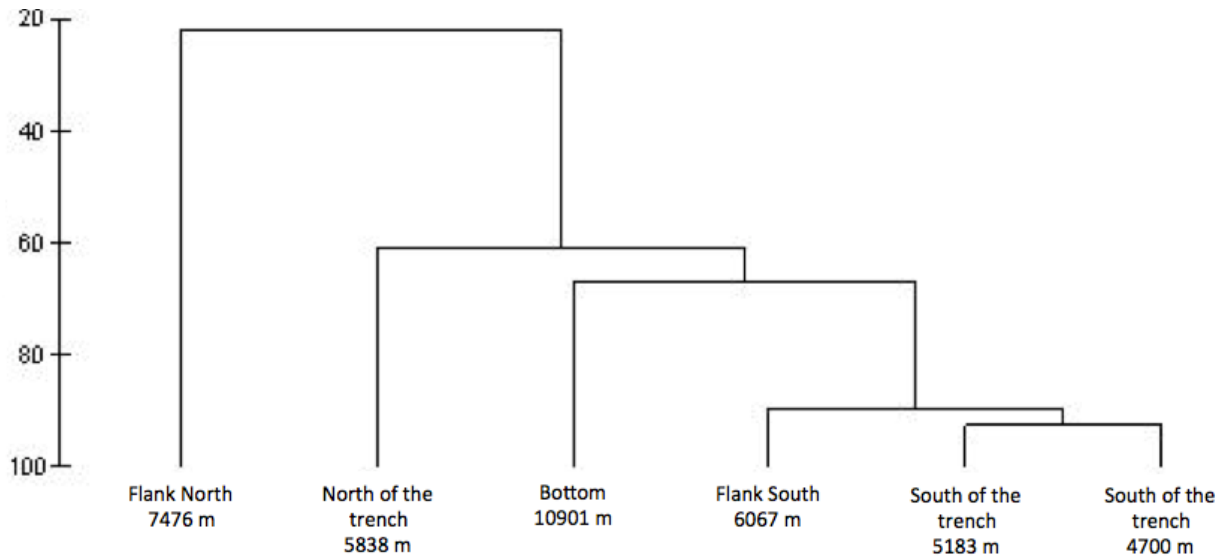 20
40
60
80
100
Flank North
7476 m
North of the
trench
5838 m
Bottom
10901 m
Flank South
6067 m
South of the
trench
5183 m
South of the
trench
4700 m